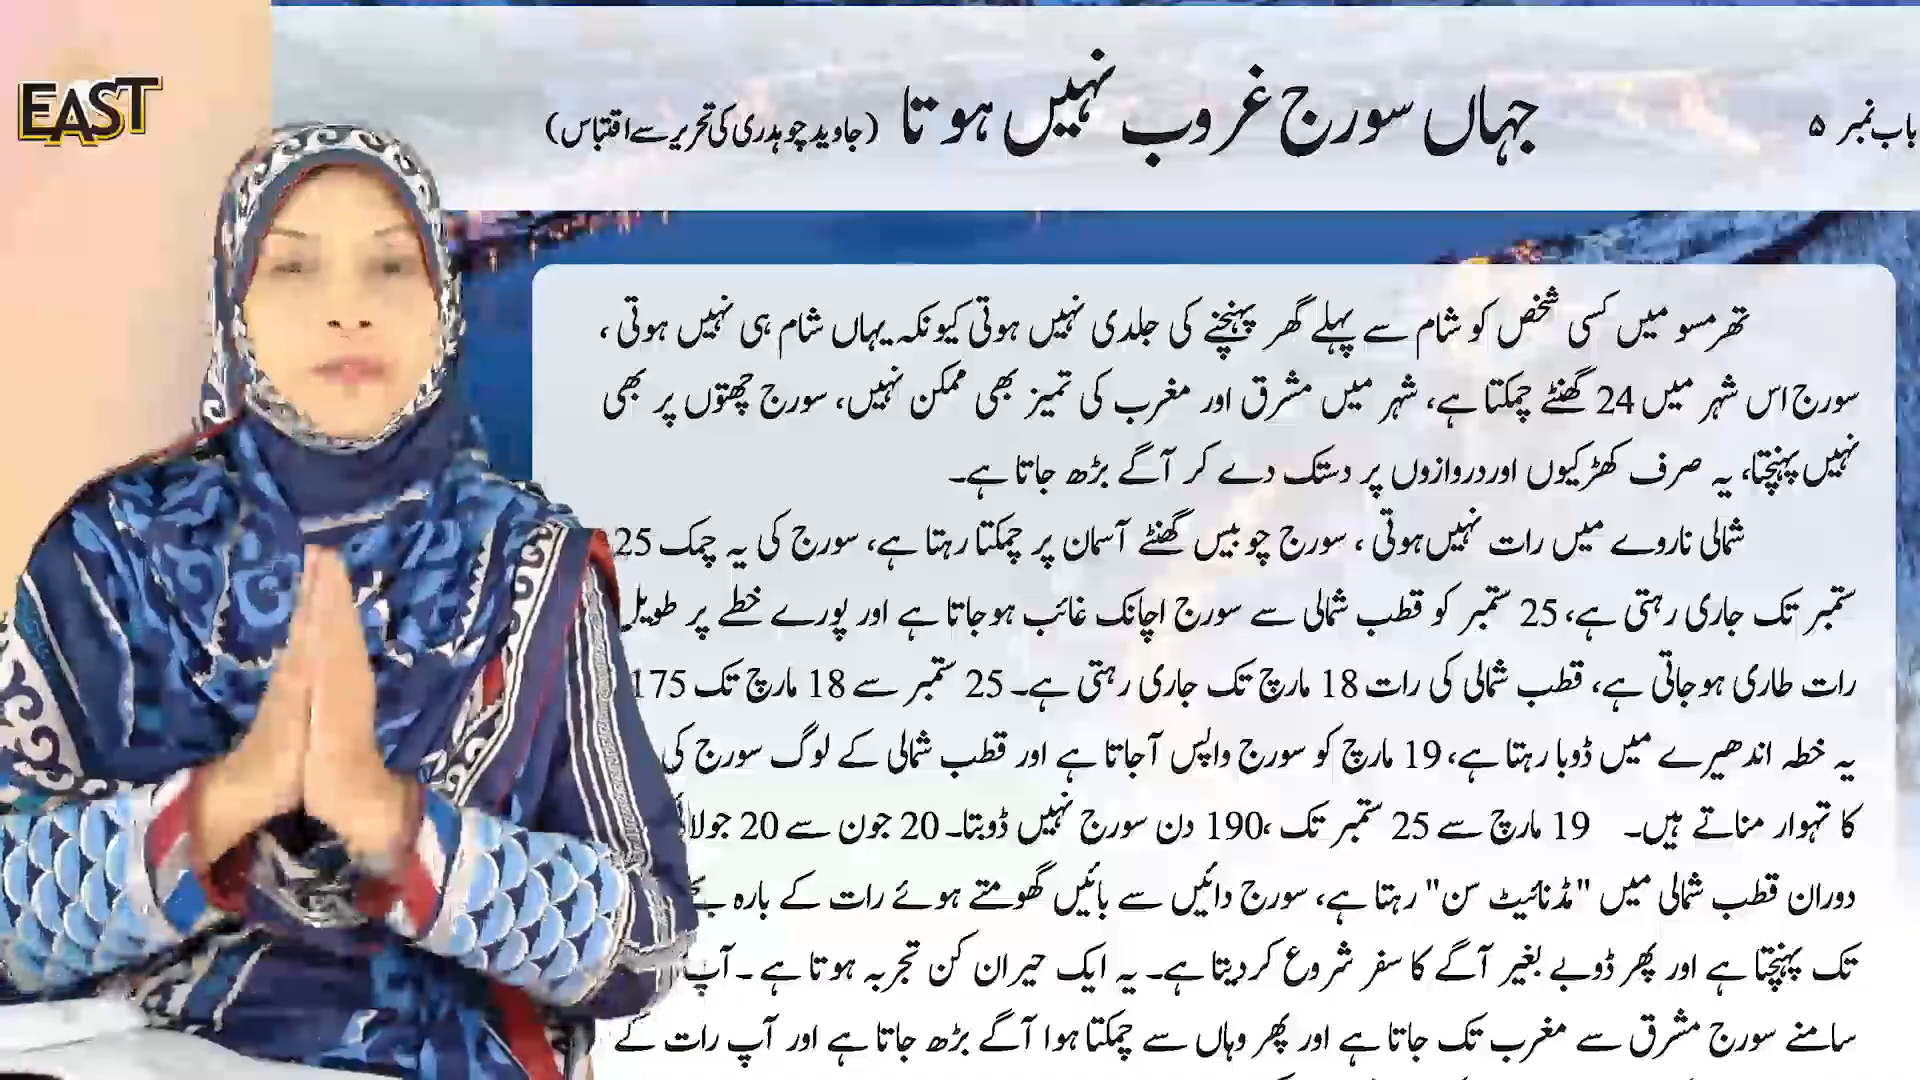 EAST
باب نمبر ۵
جہاں سورج غروب نہیں ہوتا (جاوید چوہدری کی تحریر سے اقتباس)
تھرمسو میں کسی شخص کو شام سے پہلے گھر پہنچنے کی جلدی نہیں ہوتی کیونکہ یہاں شام ہی نہیں ہوتی ،
سورج اس شہر میں 24 گھنٹے چمکتا ہے، شہر میں مشرق اور مغرب کی تمیز بھی ممکن نہیں، سورج چھتوں پر بھی
نہیں پہنچتا، یہ صرف کھڑکیوں اور دروازوں پر دستک دے کر آگے بڑھ جاتا ہے۔
شمالی ناروے میں رات نہیں ہوتی ، سورج چوبیس گھنٹے آسمان پر چمکتا رہتا ہے، سورج کی یہ چمک 25
ستمبر تک جاری رہتی ہے، 25 ستمبر کو قطب شمالی سے سورج اچانک غائب ہوجاتا ہے اور پورے خطے پر طویل
رات طاری ہوجاتی ہے، قطب شمالی کی رات 18 مارچ تک جاری رہتی ہے۔ 25 ستمبر سے 18 مارچ تک 175
یہ خطہ اندھیرے میں ڈوبا رہتا ہے، 19 مارچ کو سورج واپس آجاتا ہے اور قطب شمالی کے لوگ سورج کی
کا تہوار مناتے ہیں۔ 19 مارچ سے 25 ستمبر تک ،190 دن سورج نہیں ڈوبتا۔ 20 جون سے 20 جولائی
دوران قطب شمالی میں "مڈنائیٹ سن" رہتا ہے، سورج دائیں سے بائیں گھومتے ہوئے رات کے بارہ
تک پہنچتا ہے اور پھر ڈوبے بغیر آگے کا سفر شروع کردیتا ہے۔ یہ ایک حیران کن تجربہ ہوتا ہے ۔ آپ
سامنے سورج مشرق سے مغرب تک جاتا ہے اور پھر وہاں سے چمکتا ہوا آگے بڑھ جاتا ہے اور آپ رات کے